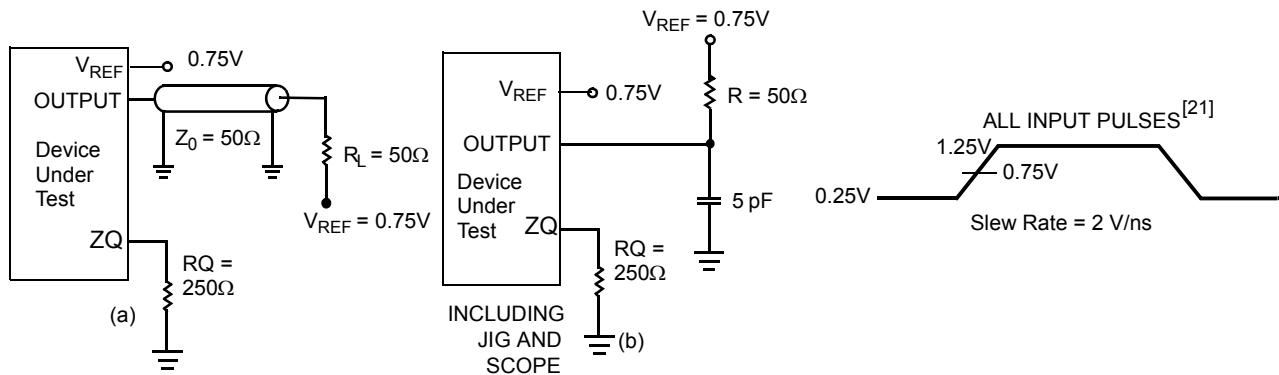 VREF
0.75V
OUTPUT
Z0 = 50Ω
Device
Under
Test
RL = 50Ω
VREF = 0.75V
ZQ
RQ =
250Ω
(a)
VREF = 0.75V
VREF
0.75V
R = 50Ω
OUTPUT
Device
Under
Test
5 pF
ZQ
RQ =
250Ω
INCLUDING
JIG AND
SCOPE
(b)
ALL INPUT PULSES[21]
1.25V
0.75V
0.25V
Slew Rate = 2 V/ns